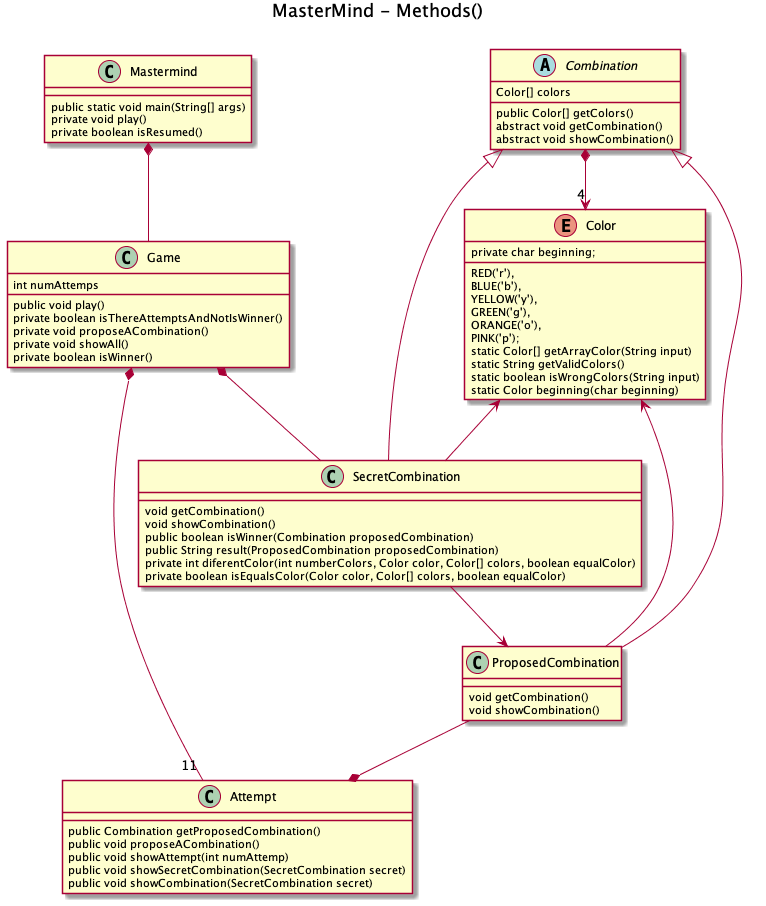 MasterMind - Methods()
C Mastermind
public static void main(String[] args)
private void play()
private boolean isResumed()
A Combination
Color[] colors
public Color[] getColors()
abstract void getCombination()
abstract void showCombination()
4
E Color
private char beginning;
RED('r'),
BLUE('b'),
YELLOW('y'),
GREEN('g'),
ORANGE('o'),
PINK('p');
static Color[] getArrayColor(String input)
static String getValidColors()
static boolean isWrongColors(String input)
static Color beginning(char beginning)
C Game
int numAttemps
public void play()
private boolean isThereAttemptsAndNotIsWinner()
private void proposeACombination()
private void showAll()
private boolean isWinner()
C SecretCombination
void getCombination()
void showCombination()
public boolean isWinner(Combination proposedCombination)
public String result(ProposedCombination proposedCombination)
private int diferentColor(int numberColors, Color color, Color[] colors, boolean equalColor)
private boolean isEqualsColor(Color color, Color[] colors, boolean equalColor)
C ProposedCombination
void getCombination()
void showCombination()
11
C Attempt
public Combination getProposedCombination()
public void proposeACombination()
public void showAttempt(int numAttemp)
public void showSecretCombination(SecretCombination secret)
public void showCombination(SecretCombination secret)